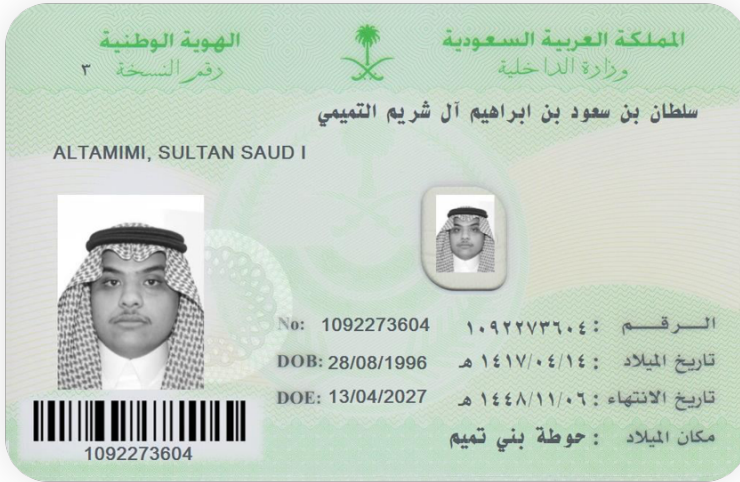 المملكة العربية السعودية
وزارة الداخلية
الهوية الوطنية
رقم النسخة ٣
سلطان بن سعود بن ابراهيم آل شريم التميمي
ALTAMIMI, SULTAN SAUD I
الـرقـم : ١٠٩٢٢٧٣٦٠٤ No: 1092273604
تاريخ الميلاد : ١٤١٧/٠٤/١٤ هـ DOB: 28/08/1996
تاريخ الانتهاء : ١٤٤٨/١١/٠٦ هـ DOE: 13/04/2027
مكان الميلاد : حوطة بني تميم
1092273604